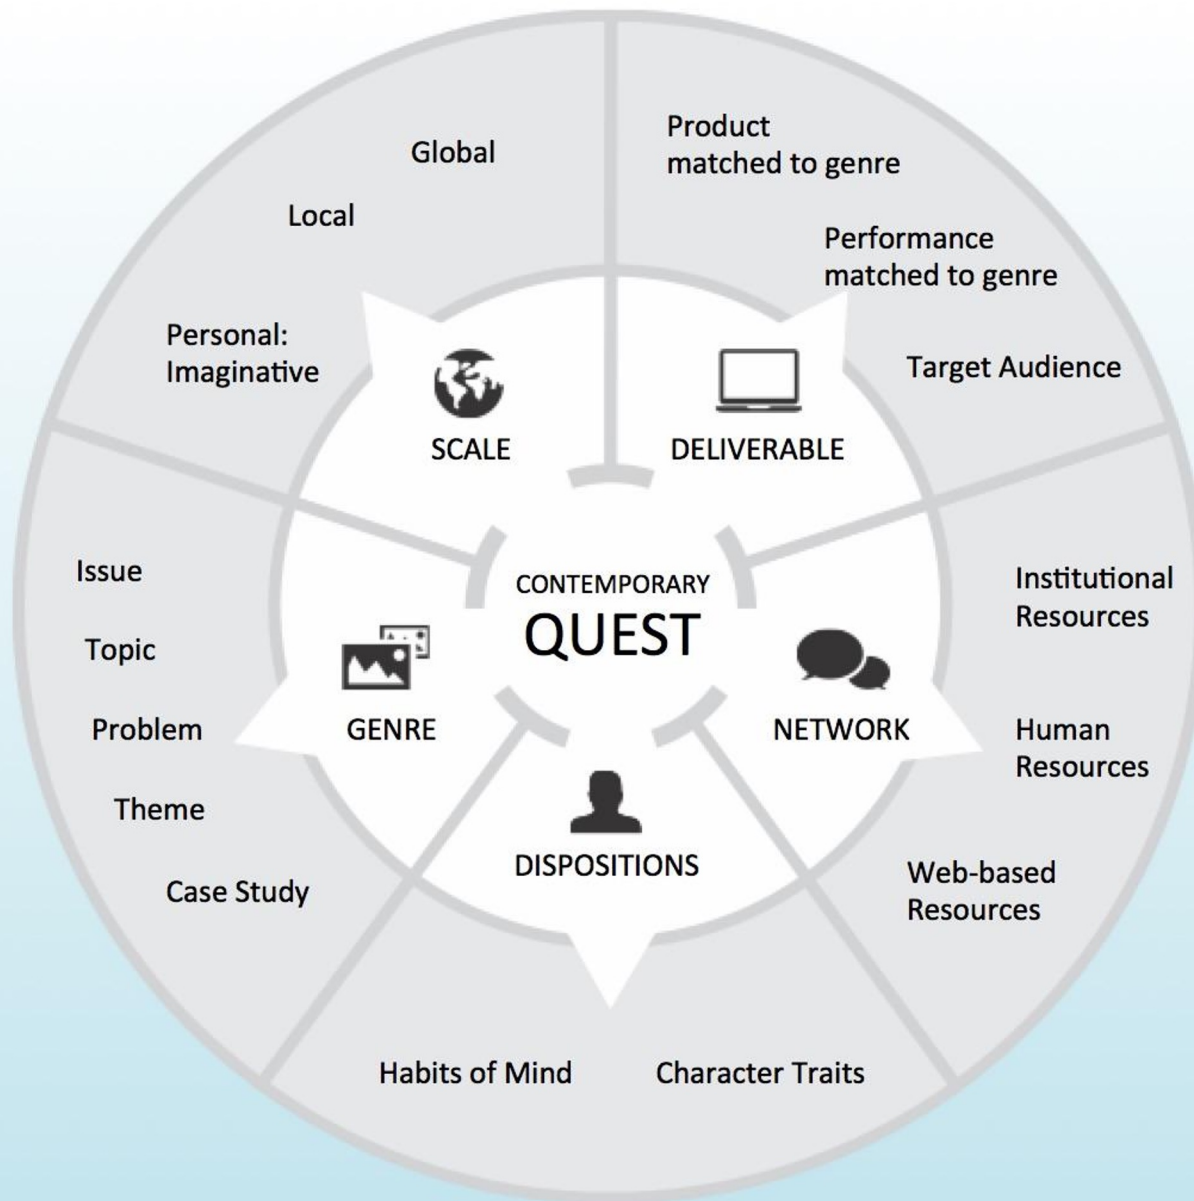 Global
Local
Personal:
Imaginative
SCALE
Product
matched to genre
Performance
matched to genre
Target Audience
DELIVERABLE
CONTEMPORARY
QUEST
Issue
Topic
Problem
Theme
Case Study
GENRE
Institutional
Resources
Human
Resources
Web-based
Resources
NETWORK
DISPOSITIONS
Habits of Mind
Character Traits